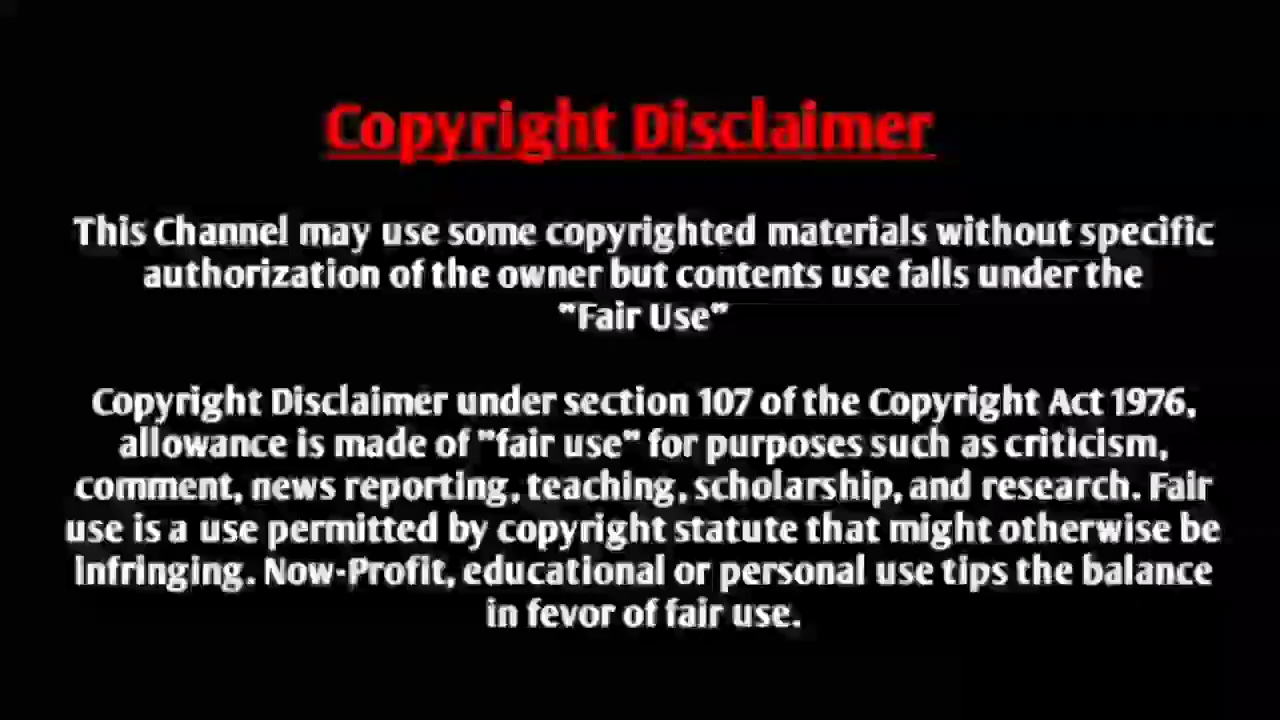 Copyright Disclaimer
This Channel may use some copyrighted materials without specific
authorization of the owner but contents use falls under the
"Fair Use"
Copyright Disclaimer under section 107 of the Copyright Act 1976,
allowance is made of "fair use" for purposes such as criticism,
comment, news reporting, teaching, scholarship, and research. Fair
use is a use permitted by copyright statute that might otherwise be
infringing. Now-Profit, educational or personal use tips the balance
in fevor of fair use.